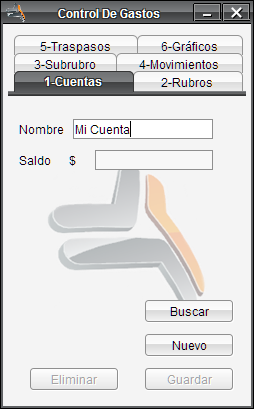 Control De Gastos
5-Traspasos 6-Gráficos
3-Subrubro 4-Movimientos
1-Cuentas 2-Rubros
Nombre Mi Cuenta
Saldo $
Buscar
Nuevo
Eliminar Guardar